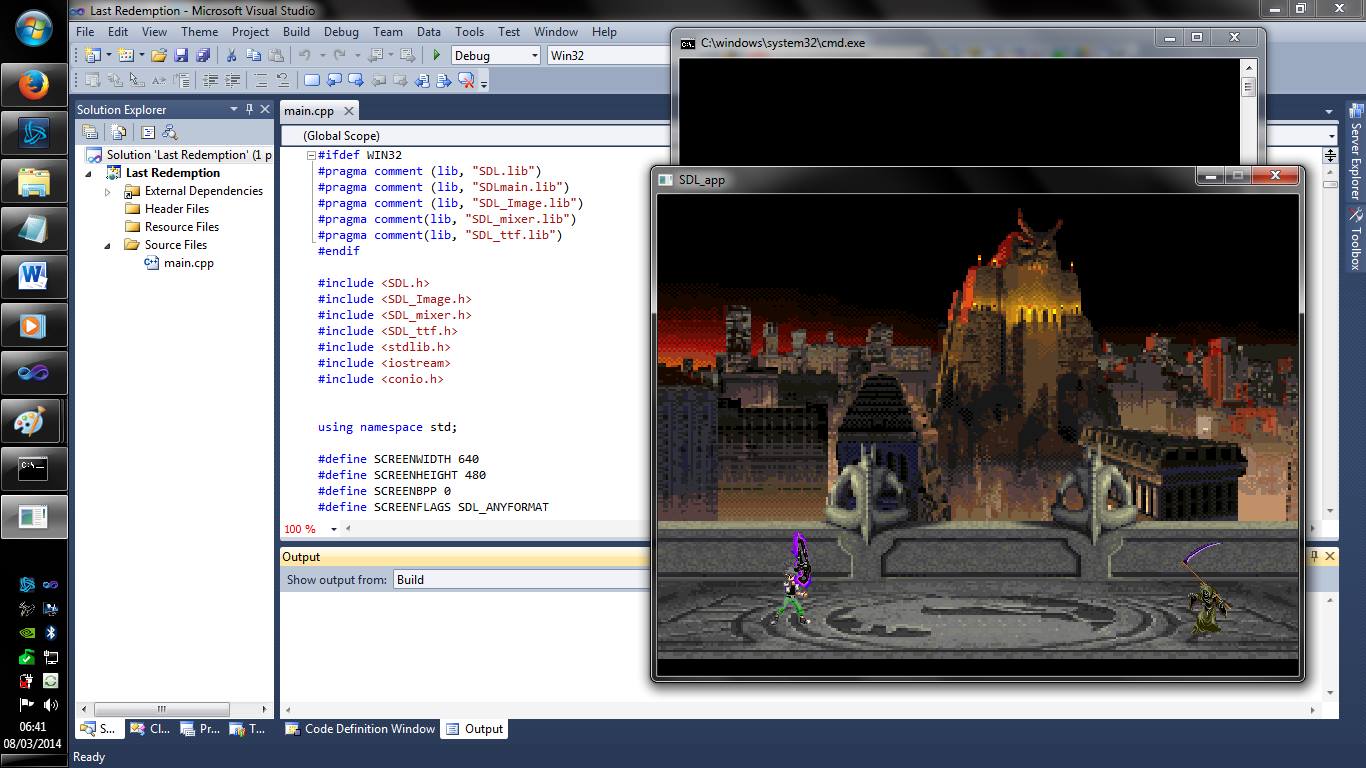 Last Redemption - Microsoft Visual Studio
File Edit View Theme Project Build Debug Team Data Tools Test Window Help
Debug Win32
C:\windows\system32\cmd.exe
Solution Explorer
Solution 'Last Redemption' (1 p
Last Redemption
External Dependencies
Header Files
Resource Files
Source Files
main.cpp
main.cpp
(Global Scope)
#ifdef WIN32
#pragma comment (lib, "SDL.lib")
#pragma comment (lib, "SDLmain.lib")
#pragma comment (lib, "SDL_Image.lib")
#pragma comment(lib, "SDL_mixer.lib")
#pragma comment(lib, "SDL_ttf.lib")
#endif
#include <SDL.h>
#include <SDL_Image.h>
#include <SDL_mixer.h>
#include <SDL_ttf.h>
#include <stdlib.h>
#include <iostream>
#include <conio.h>
using namespace std;
#define SCREENWIDTH 640
#define SCREENHEIGHT 480
#define SCREENBPP 0
#define SCREENFLAGS SDL_ANYFORMAT
100 %
SDL_app
Server Explorer
Toolbox
Output
Show output from: Build
S... Cl... Pr... T...
Code Definition Window Output
Ready
06:41
08/03/2014